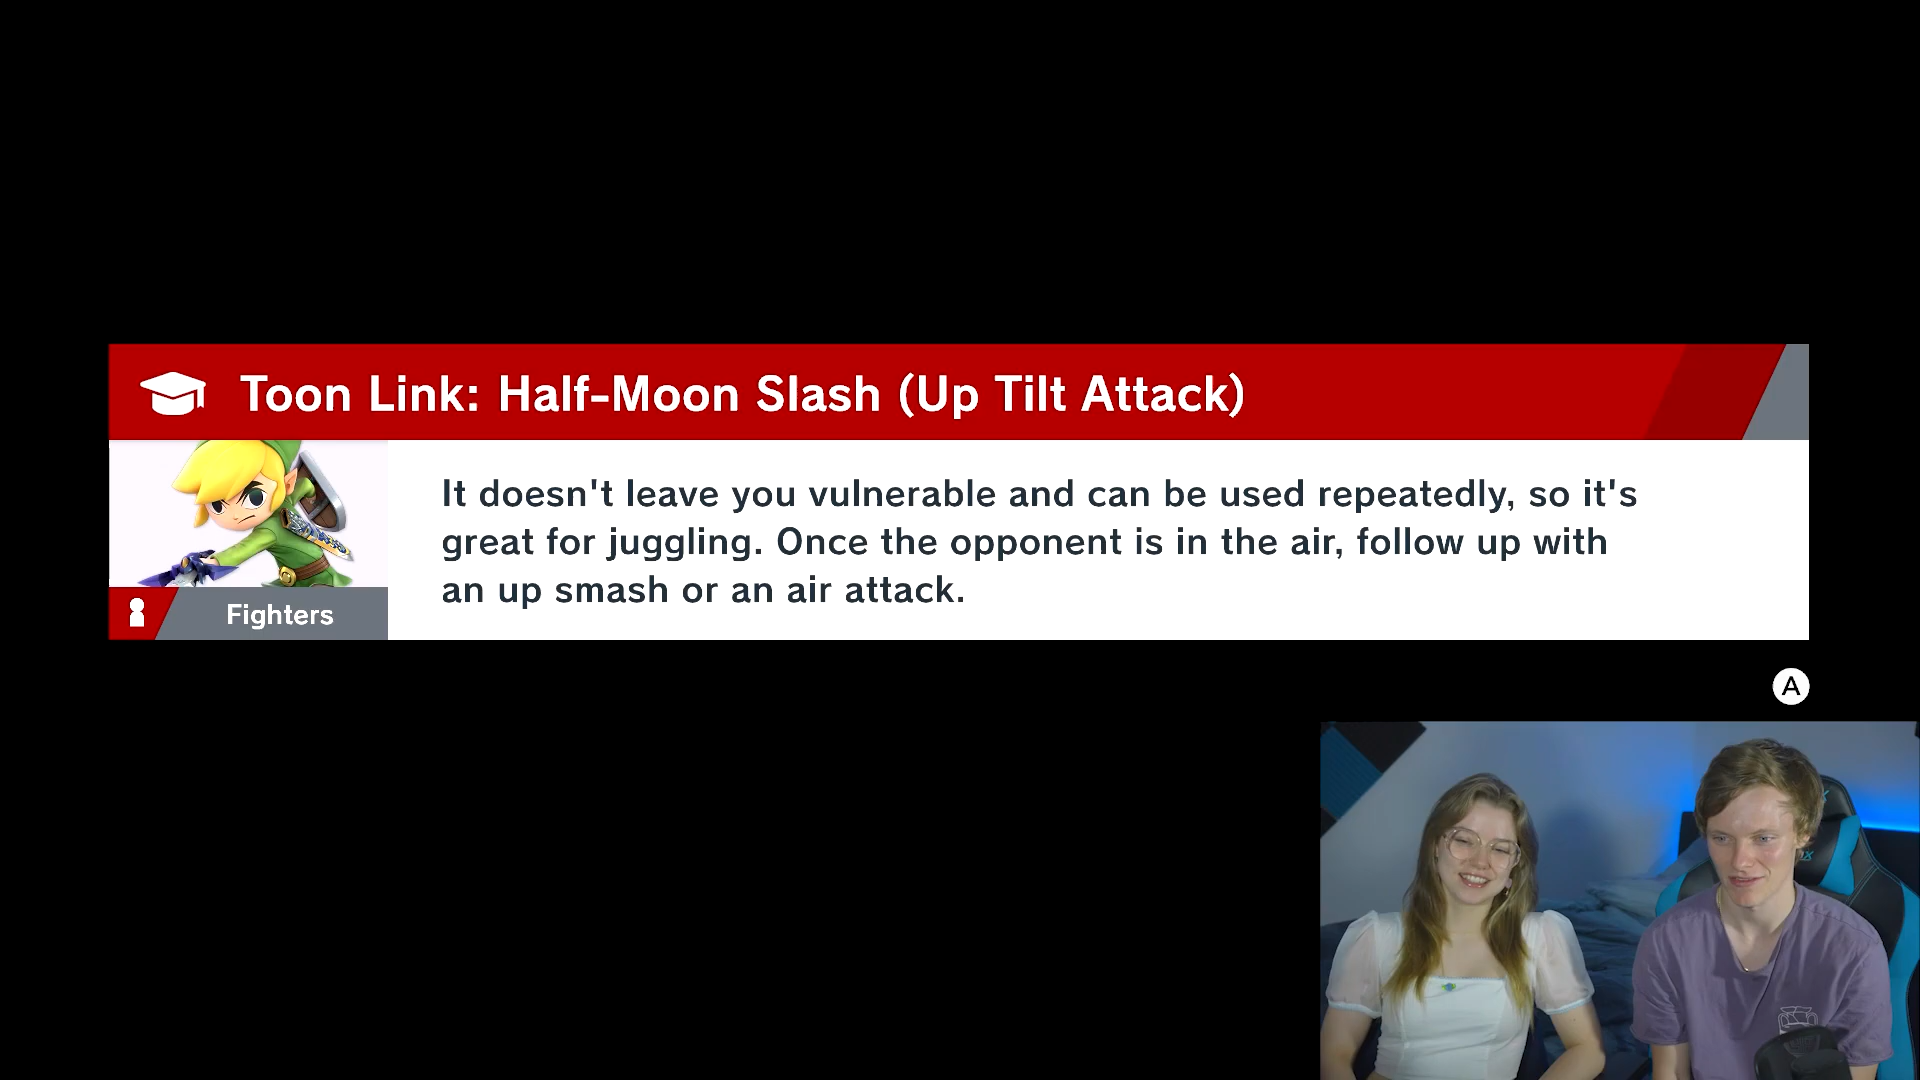 Toon Link: Half-Moon Slash (Up Tilt Attack)
It doesn't leave you vulnerable and can be used repeatedly, so it's
great for juggling. Once the opponent is in the air, follow up with
an up smash or an air attack.
Fighters
A